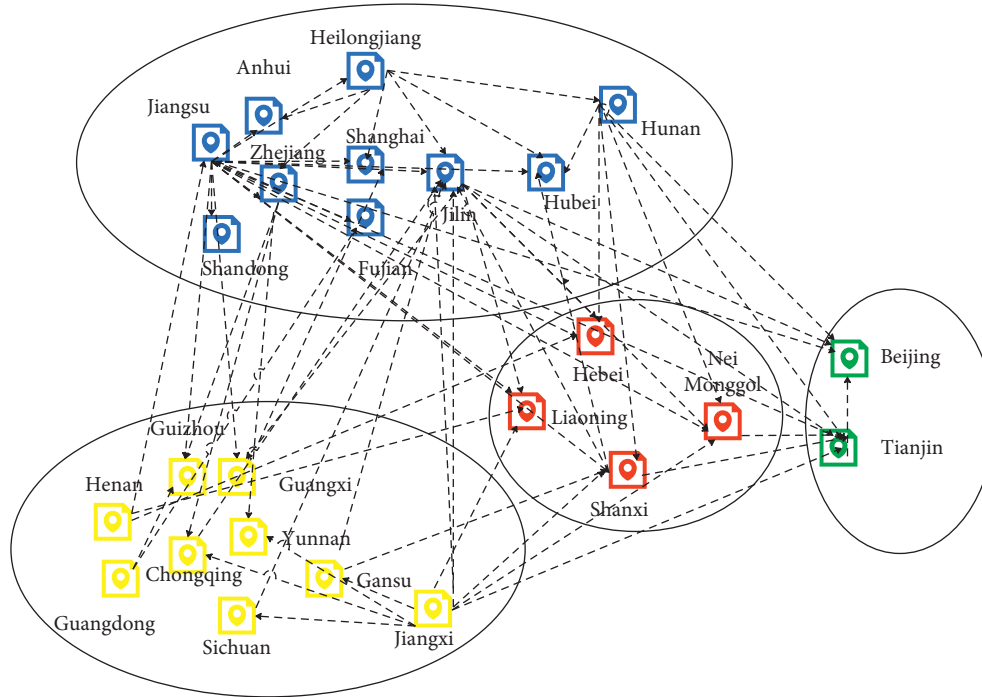 Heilongjiang
Anhui
Jiangsu
Hunan
Shanghai
Zhejiang
Hubei
Jilin
Shandong
Fujian
Beijing
Nei
Monggol
Hebei
Liaoning
Tianjin
Shanxi
Guizhou
Henan
Guangxi
Yunnan
Chongqing
Gansu
Guangdong
Jiangxi
Sichuan